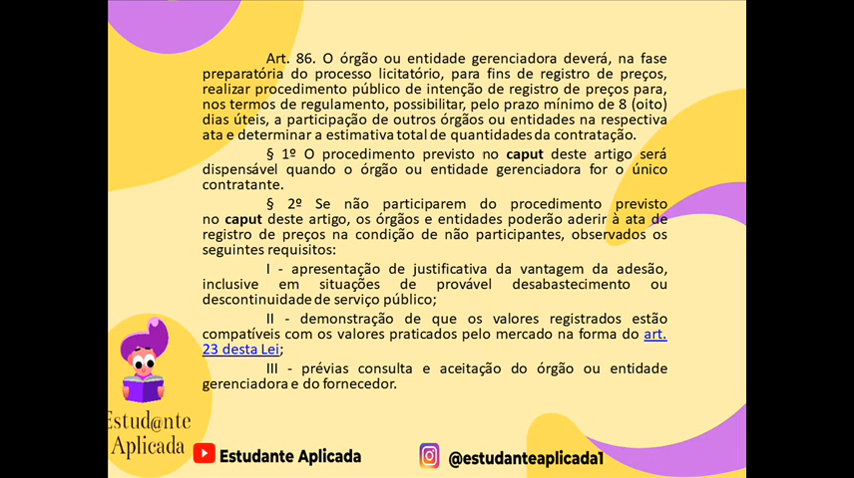 Art. 86. O órgão ou entidade gerenciadora deverá, na fase
preparatória do processo licitatório, para fins de registro de preços,
realizar procedimento público de intenção de registro de preços para,
nos termos de regulamento, possibilitar, pelo prazo mínimo de 8 (oito)
dias úteis, a participação de outros órgãos ou entidades na respectiva
ata e determinar a estimativa total de quantidades da contratação.
§ 1º O procedimento previsto no caput deste artigo será
dispensável quando o órgão ou entidade gerenciadora for o único
contratante.
§ 2º Se não participarem do procedimento previsto
no caput deste artigo, os órgãos e entidades poderão aderir à ata de
registro de preços na condição de não participantes, observados os
seguintes requisitos:
I - apresentação de justificativa da vantagem da adesão,
inclusive em situações de provável desabastecimento ou
descontinuidade de serviço público;
II - demonstração de que os valores registrados estão
compatíveis com os valores praticados pelo mercado na forma do art.
23 desta Lei;
III - prévias consulta e aceitação do órgão ou entidade
gerenciadora e do fornecedor.
Estud@nte
Aplicada
Estudante Aplicada
@estudanteaplicada1